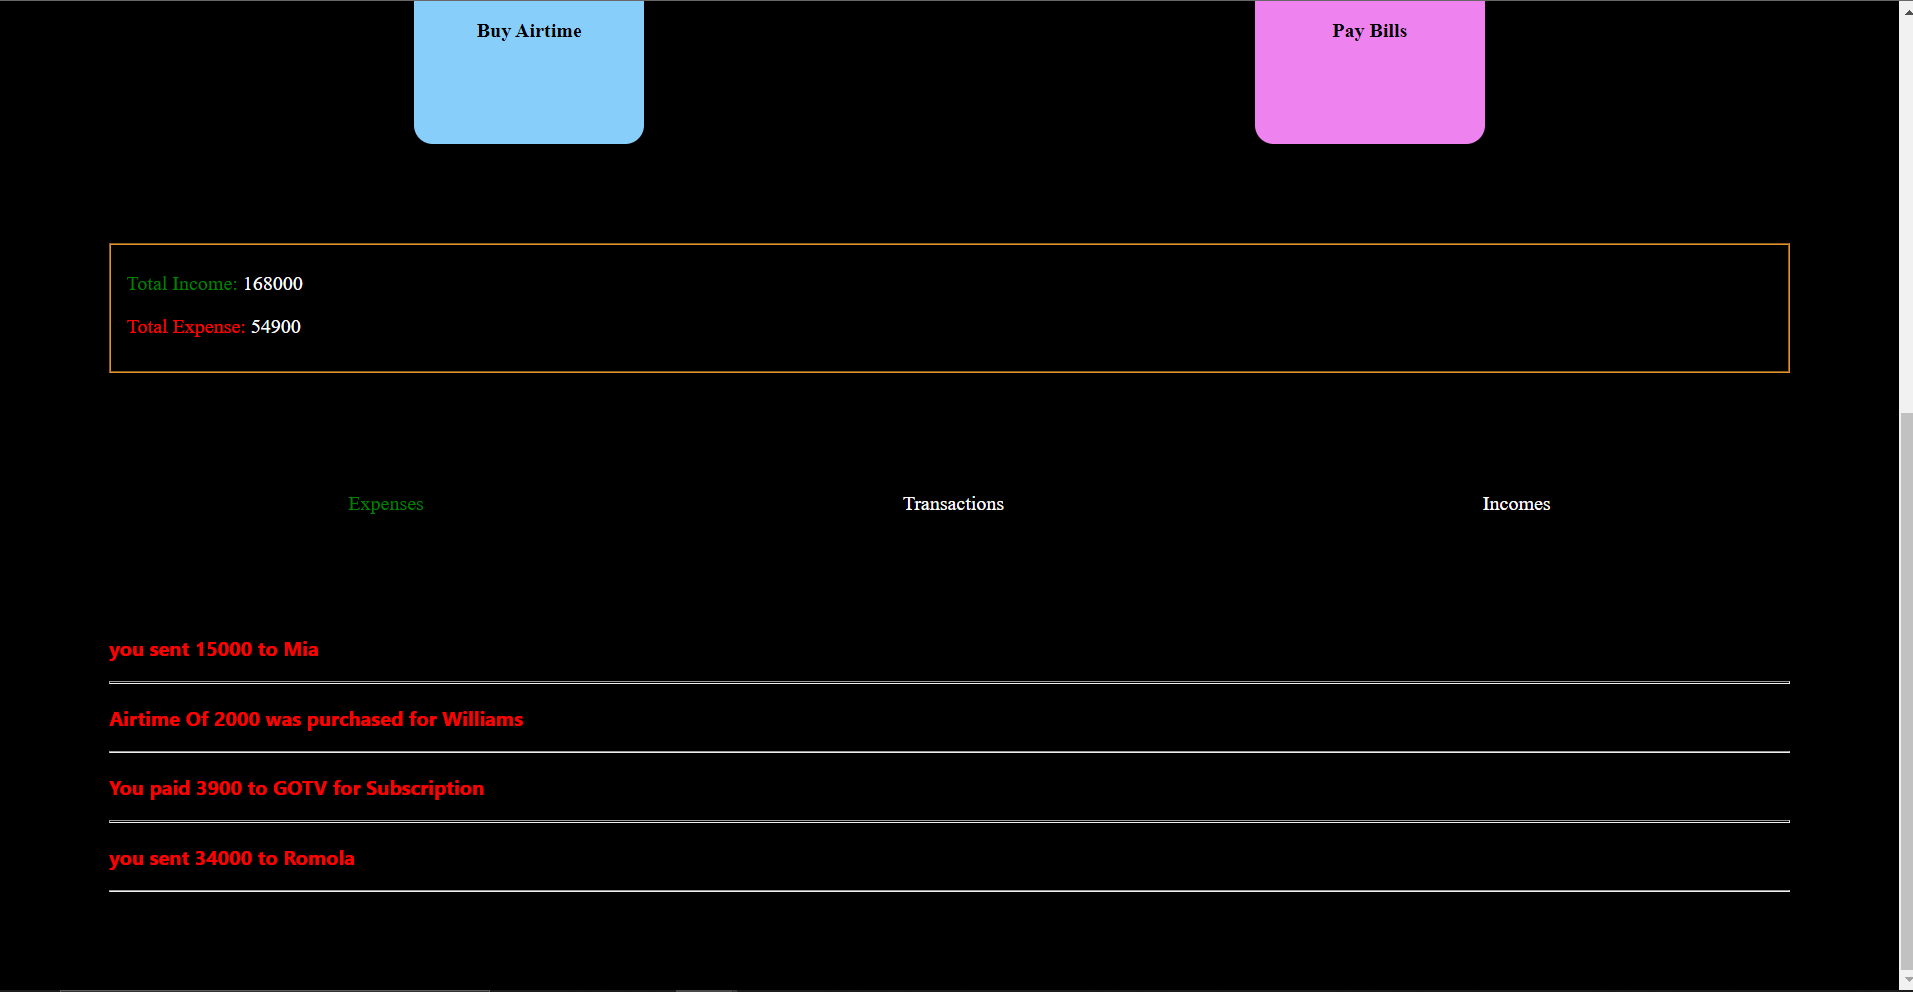 Buy Airtime
Pay Bills
Total Income: 168000
Total Expense: 54900
Expenses
Transactions
Incomes
you sent 15000 to Mia
Airtime Of 2000 was purchased for Williams
You paid 3900 to GOTV for Subscription
you sent 34000 to Romola